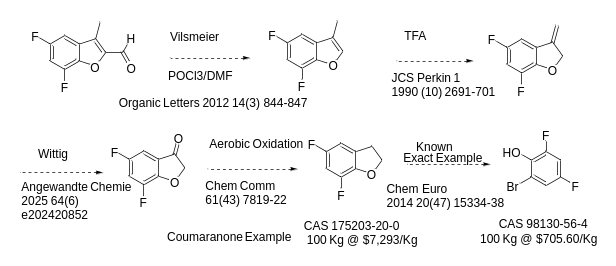 Vilsmeier
TFA
POCl3/DMF
JCS Perkin 1
1990 (10) 2691-701
Organic Letters 2012 14(3) 844-847
F
F
O
H
O
F
F
O
F
F
O
Wittig
Aerobic Oxidation
Known
Exact Example
Angewandte Chemie
2025 64(6)
e202420852
Chem Comm
61(43) 7819-22
Chem Euro
2014 20(47) 15334-38
F
F
O
O
F
F
O
HO
F
Br
F
Coumaranone Example
CAS 175203-20-0
100 Kg @ $7,293/Kg
CAS 98130-56-4
100 Kg @ $705.60/Kg